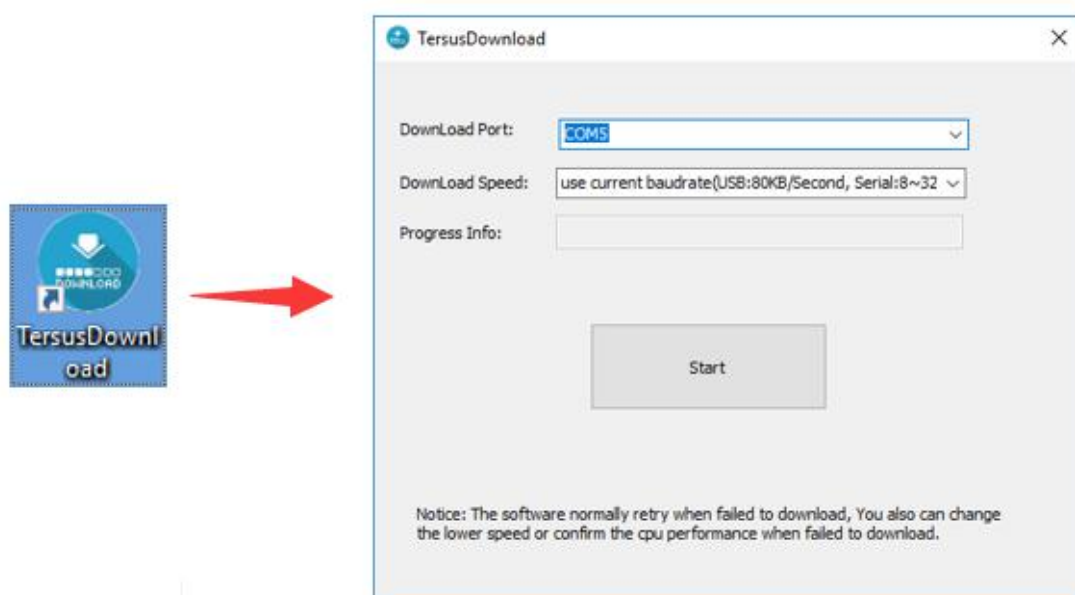 TersusDownload
DownLoad Port:
COM5
DownLoad Speed:
use current baudrate(USB:80KB/Second, Serial:8~32
Progress Info:
DOWNLOAD
TersusDownl
oad
Start
Notice: The software normally retry when failed to download, You also can change
the lower speed or confirm the cpu performance when failed to download.